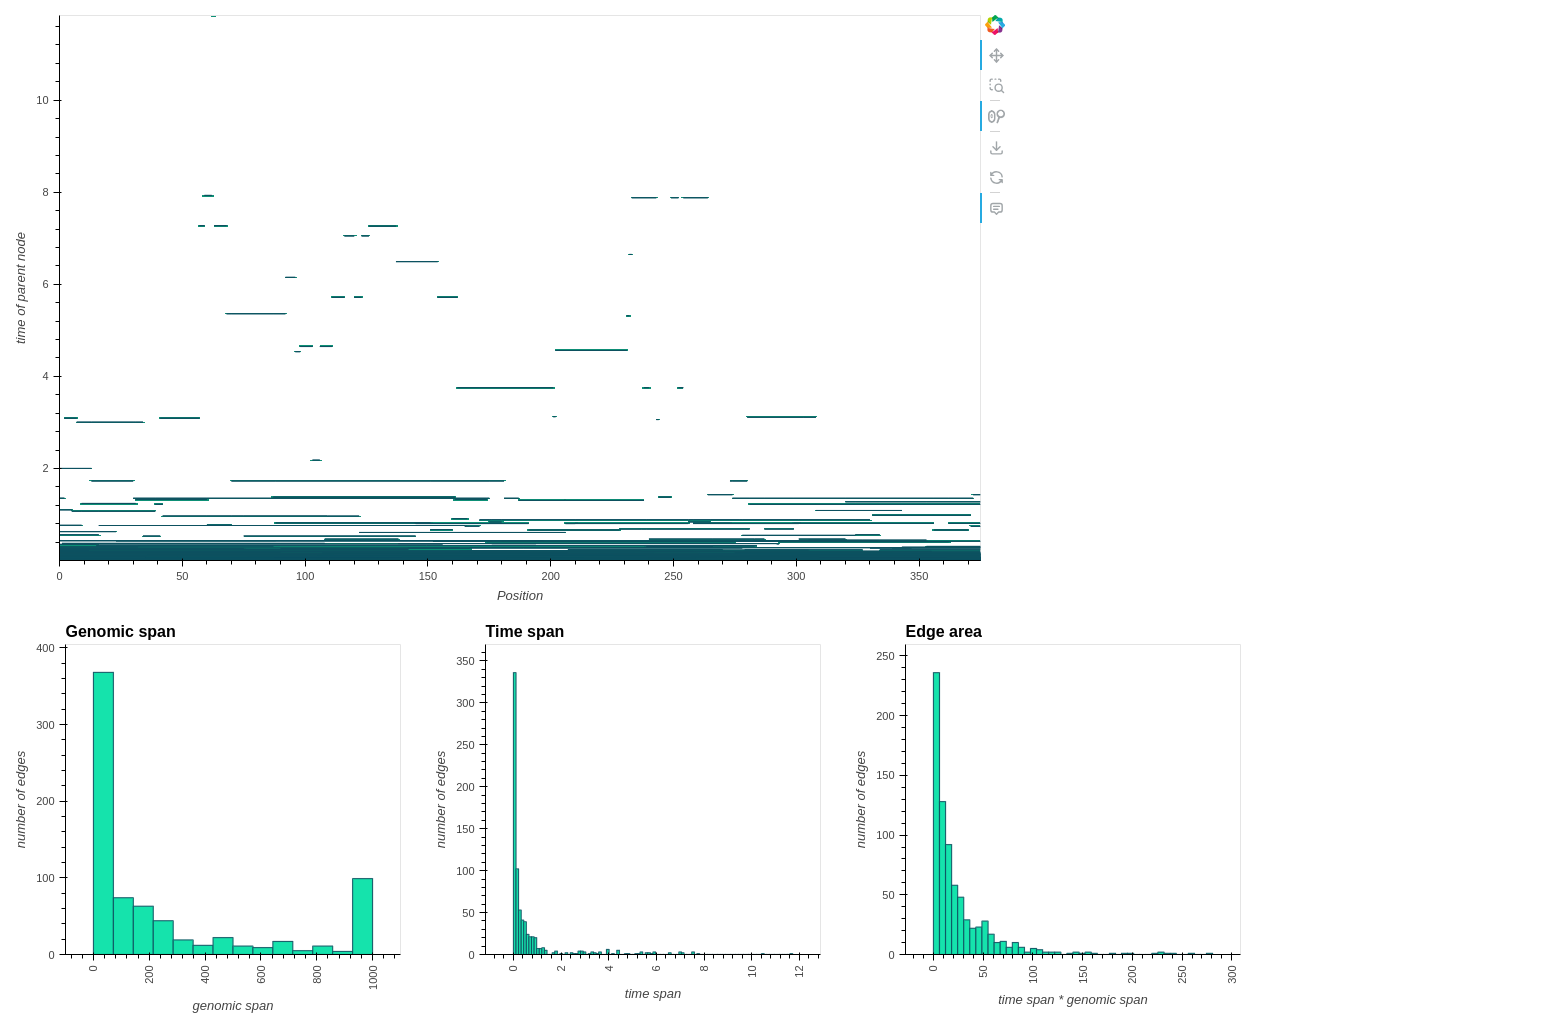 10
8
6
4
2
time of parent node
0 50 100 150 200 250 300 350
Position
Genomic span
400
300
200
100
0
number of edges
0 200 400 600 800 1000
genomic span
Time span
350
300
250
200
150
100
50
0
number of edges
0 2 4 6 8 10 12
time span
Edge area
250
200
150
100
50
0
number of edges
0 50 100 150 200 250 300
time span * genomic span